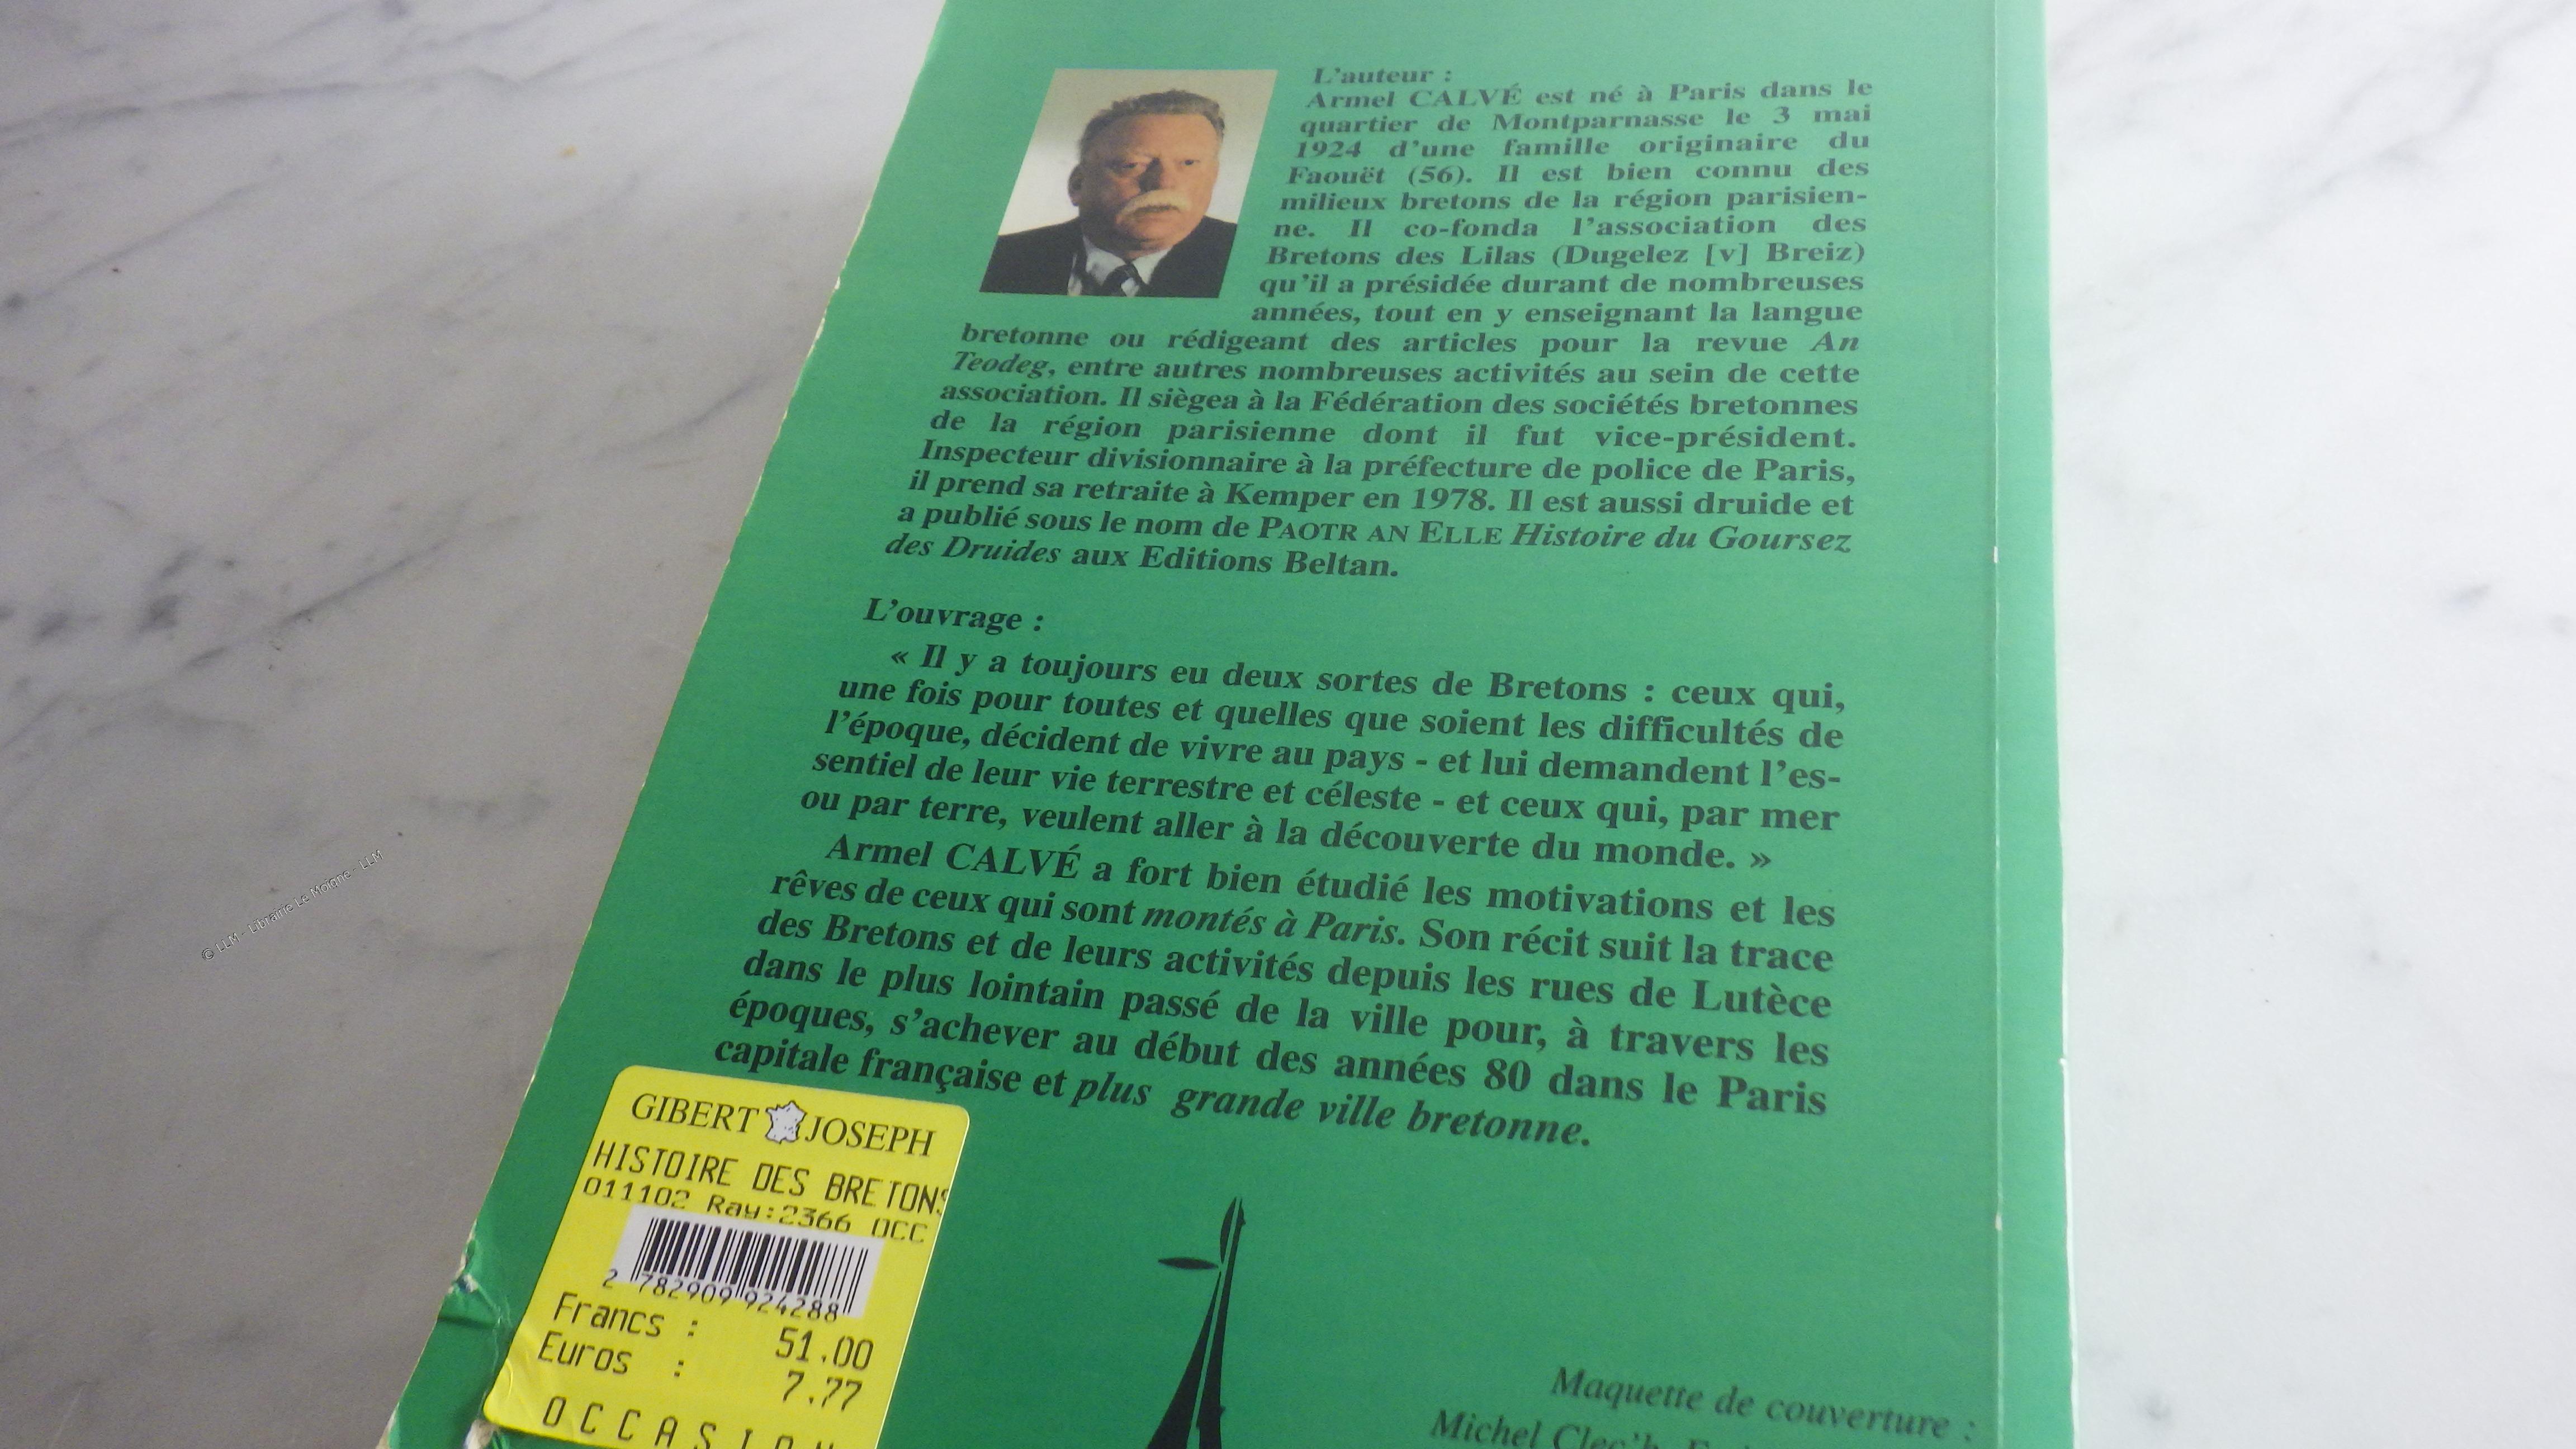 L'auteur :
Armel CALVÉ est né à Paris dans le
quartier de Montparnasse le 3 mai
1924 d'une famille originaire du
Faouët (56). Il est bien connu des
milieux bretons de la région parisien-
ne. Il co-fonda l'association des
Bretons des Lilas (Dugelez [v] Breiz)
qu'il a présidée durant de nombreuses
années, tout en y enseignant la langue
bretonne ou rédigeant des articles pour la revue An
Teodeg, entre autres nombreuses activités au sein de cette
association. Il siègea à la Fédération des sociétés bretonnes
de la région parisienne dont il fut vice-président.
Inspecteur divisionnaire à la préfecture de police de Paris,
il prend sa retraite à Kemper en 1978. Il est aussi druide et
a publié sous le nom de PAOTR AN ELLE Histoire du Goursez
des Druides aux Editions Beltan.
L'ouvrage :
« Il y a toujours eu deux sortes de Bretons : ceux qui,
une fois pour toutes et quelles que soient les difficultés de
l'époque, décident de vivre au pays - et lui demandent l'es-
sentiel de leur vie terrestre et céleste - et ceux qui, par mer
ou par terre, veulent aller à la découverte du monde. »
Armel CALVÉ a fort bien étudié les motivations et les
rêves de ceux qui sont montés à Paris. Son récit suit la trace
des Bretons et de leurs activités depuis les rues de Lutèce
dans le plus lointain passé de la ville pour, à travers les
époques, s'achever au début des années 80 dans le Paris
capitale française et plus grande ville bretonne.
GIBERT JOSEPH
HISTOIRE DES BRETONS
011102 Ray:2366 OCC
2 782909 924288
Francs : 51.00
Euros : 7.77
OCCASION
Maquette de couverture :
Michel Clec'h
© LLM - Librairie Le Moigne - LLM